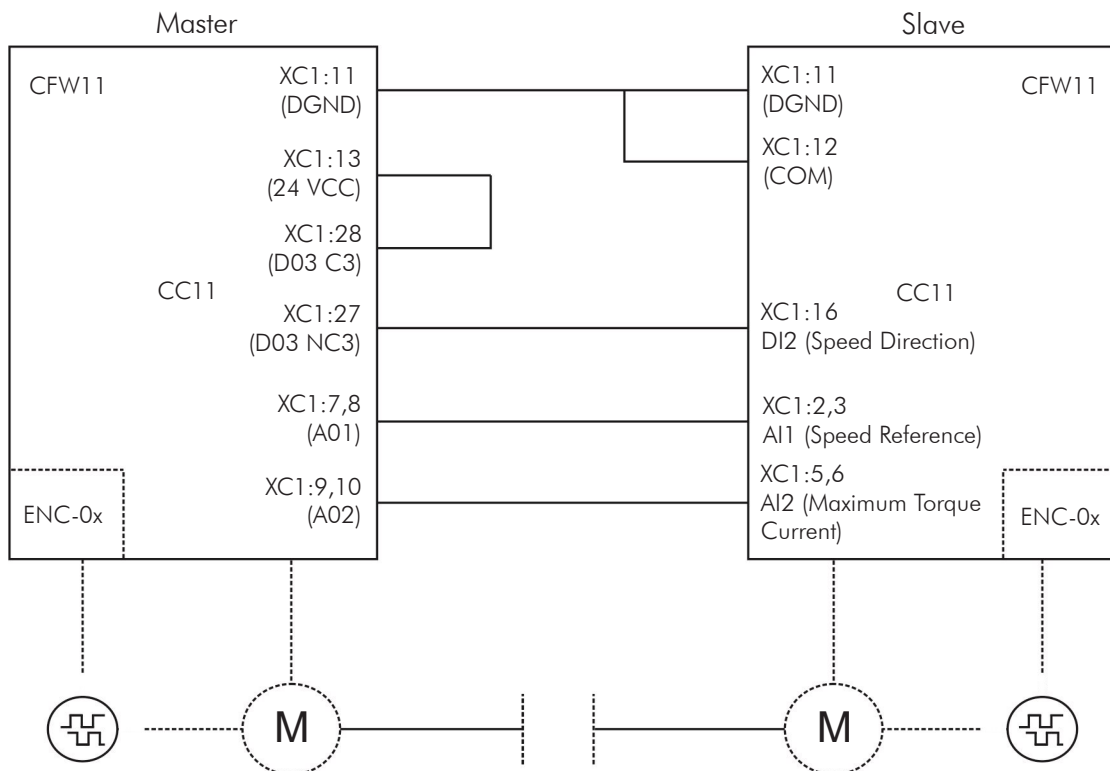 Master
CFW11
XC1:11
(DGND)
XC1:13
(24 VCC)
XC1:28
(D03 C3)
CC11
XC1:27
(D03 NC3)
XC1:7,8
(A01)
XC1:9,10
(A02)
ENC-0x
M
Slave
XC1:11
(DGND)
CFW11
XC1:12
(COM)
CC11
XC1:16
DI2 (Speed Direction)
XC1:2,3
AI1 (Speed Reference)
XC1:5,6
AI2 (Maximum Torque
Current)
ENC-0x
M